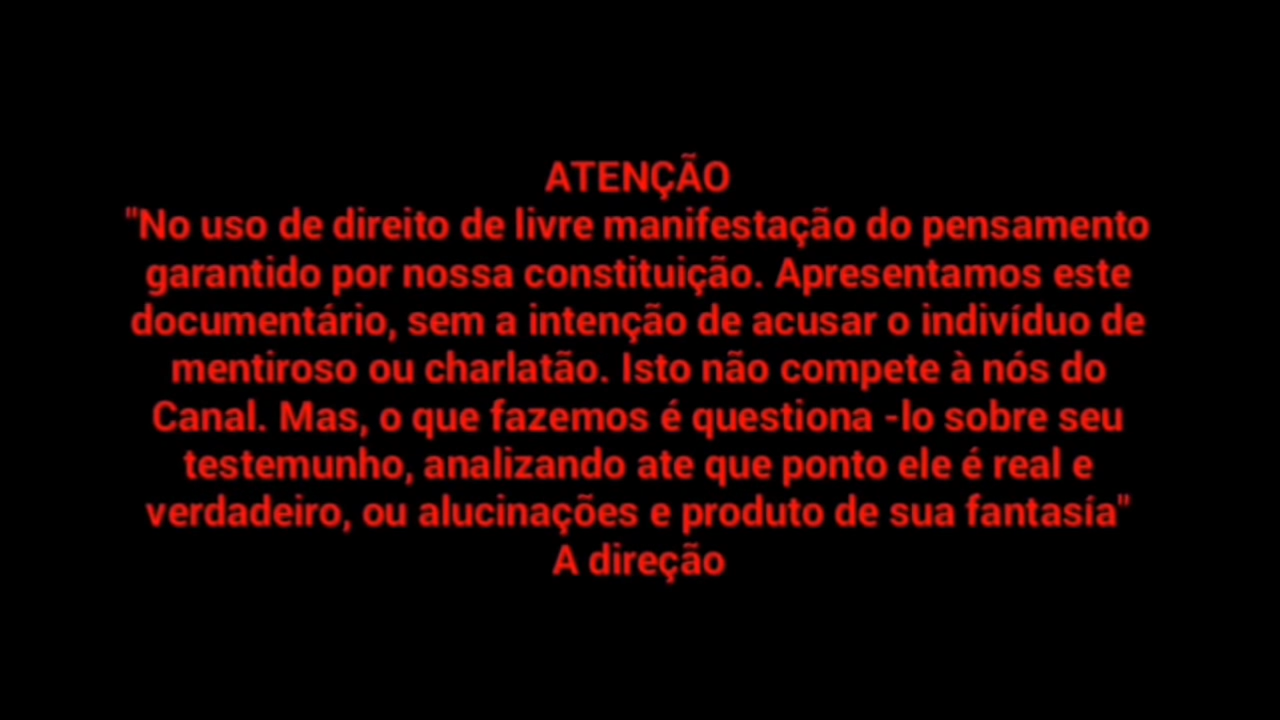 ATENÇÃO
"No uso de direito de livre manifestação do pensamento
garantido por nossa constituição. Apresentamos este
documentário, sem a intenção de acusar o indivíduo de
mentiroso ou charlatão. Isto não compete à nós do
Canal. Mas, o que fazemos é questiona -lo sobre seu
testemunho, analizando ate que ponto ele é real e
verdadeiro, ou alucinações e produto de sua fantasía"
A direção